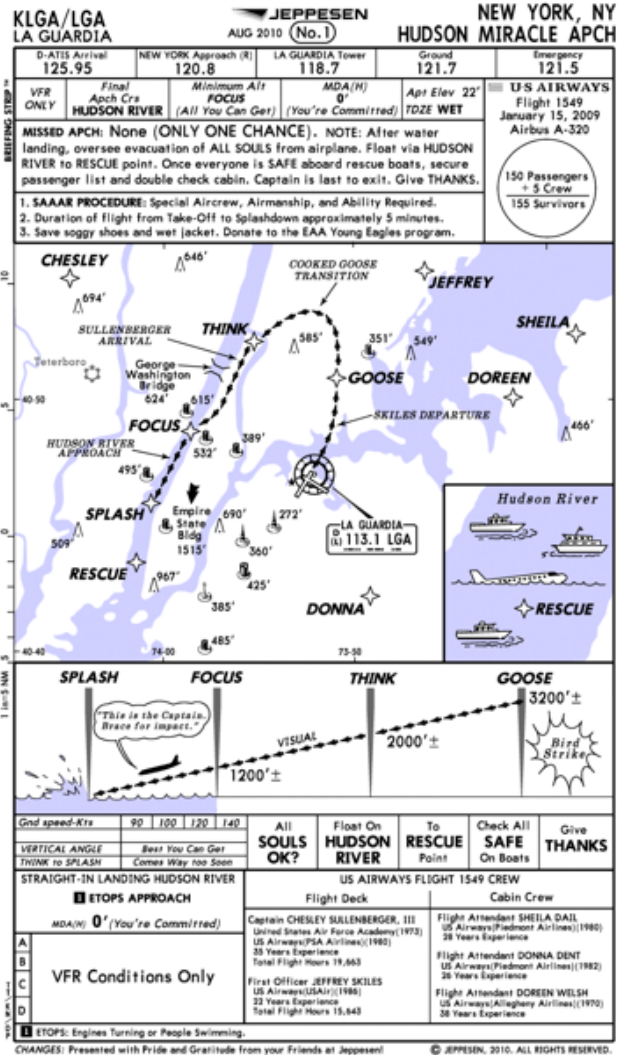 KLGA/LGA
LA GUARDIA
JEPPESEN
AUG 2010 No.1
NEW YORK, NY
HUDSON MIRACLE APCH
BRIEFING STRIP™
D-ATIS Arrival
125.95
NEW YORK Approach (R)
120.8
LA GUARDIA Tower
118.7
Ground
121.7
Emergency
121.5
VFR
ONLY
Final
Apch Crs
HUDSON RIVER
Minimum Alt
FOCUS
(All You Can Get)
MDA(H)
0'
(You're Committed)
Apt Elev 22'
TDZE WET
US AIRWAYS
Flight 1549
January 15, 2009
Airbus A-320
150 Passengers
+ 5 Crew
155 Survivors
MISSED APCH: None (ONLY ONE CHANCE). NOTE: After water
landing, oversee evacuation of ALL SOULS from airplane. Float via HUDSON
RIVER to RESCUE point. Once everyone is SAFE aboard rescue boats, secure
passenger list and double check cabin. Captain is last to exit. Give THANKS.
1. SAAAR PROCEDURE: Special Aircrew, Airmanship, and Ability Required.
2. Duration of flight from Take-Off to Splashdown approximately 5 minutes.
3. Save soggy shoes and wet jacket. Donate to the EAA Young Eagles program.
CHESLEY
646'
COOKED GOOSE
TRANSITION
JEFFREY
10
694'
SULLENBERGER
ARRIVAL
THINK
585'
351'
549'
SHEILA
Teterboro
George
Washington
Bridge
GOOSE
DOREEN
40-50
5
624'
615'
FOCUS
SKILES DEPARTURE
532'
389'
466'
HUDSON RIVER
APPROACH
495'
SPLASH
Empire
State
Bldg
1515'
690'
272'
LA GUARDIA
D
(L) 113.1 LGA
0
509'
360'
RESCUE
967'
425'
385'
DONNA
485'
5
40-40
74-00
73-50
Hudson River
RESCUE
1 in=5 NM
SPLASH
FOCUS
THINK
GOOSE
3200'±
"This is the Captain.
Brace for impact."
VISUAL
2000'±
1200'±
Bird
Strike
Gnd speed-Kts 90 100 120 140
VERTICAL ANGLE Best You Can Get
THINK to SPLASH Comes Way too Soon
All
SOULS
OK?
Float On
HUDSON
RIVER
To
RESCUE
Point
Check All
SAFE
On Boats
Give
THANKS
STRAIGHT-IN LANDING HUDSON RIVER
1 ETOPS APPROACH
MDA(H) 0' (You're Committed)
A
B
C
D
VFR Conditions Only
US AIRWAYS FLIGHT 1549 CREW
Flight Deck
Captain CHESLEY SULLENBERGER, III
United States Air Force Academy(1973)
US Airways(PSA Airlines)(1980)
35 Years Experience
Total Flight Hours 19,663
First Officer JEFFREY SKILES
US Airways(USAir)(1986)
32 Years Experience
Total Flight Hours 15,643
Cabin Crew
Flight Attendant SHEILA DAIL
US Airways(Piedmont Airlines)(1980)
28 Years Experience
Flight Attendant DONNA DENT
US Airways(Piedmont Airlines)(1982)
26 Years Experience
Flight Attendant DOREEN WELSH
US Airways(Allegheny Airlines)(1970)
38 Years Experience
1 ETOPS: Engines Turning or People Swimming.
CHANGES: Presented with Pride and Gratitude from your Friends at Jeppesen!
© JEPPESEN, 2010. ALL RIGHTS RESERVED.